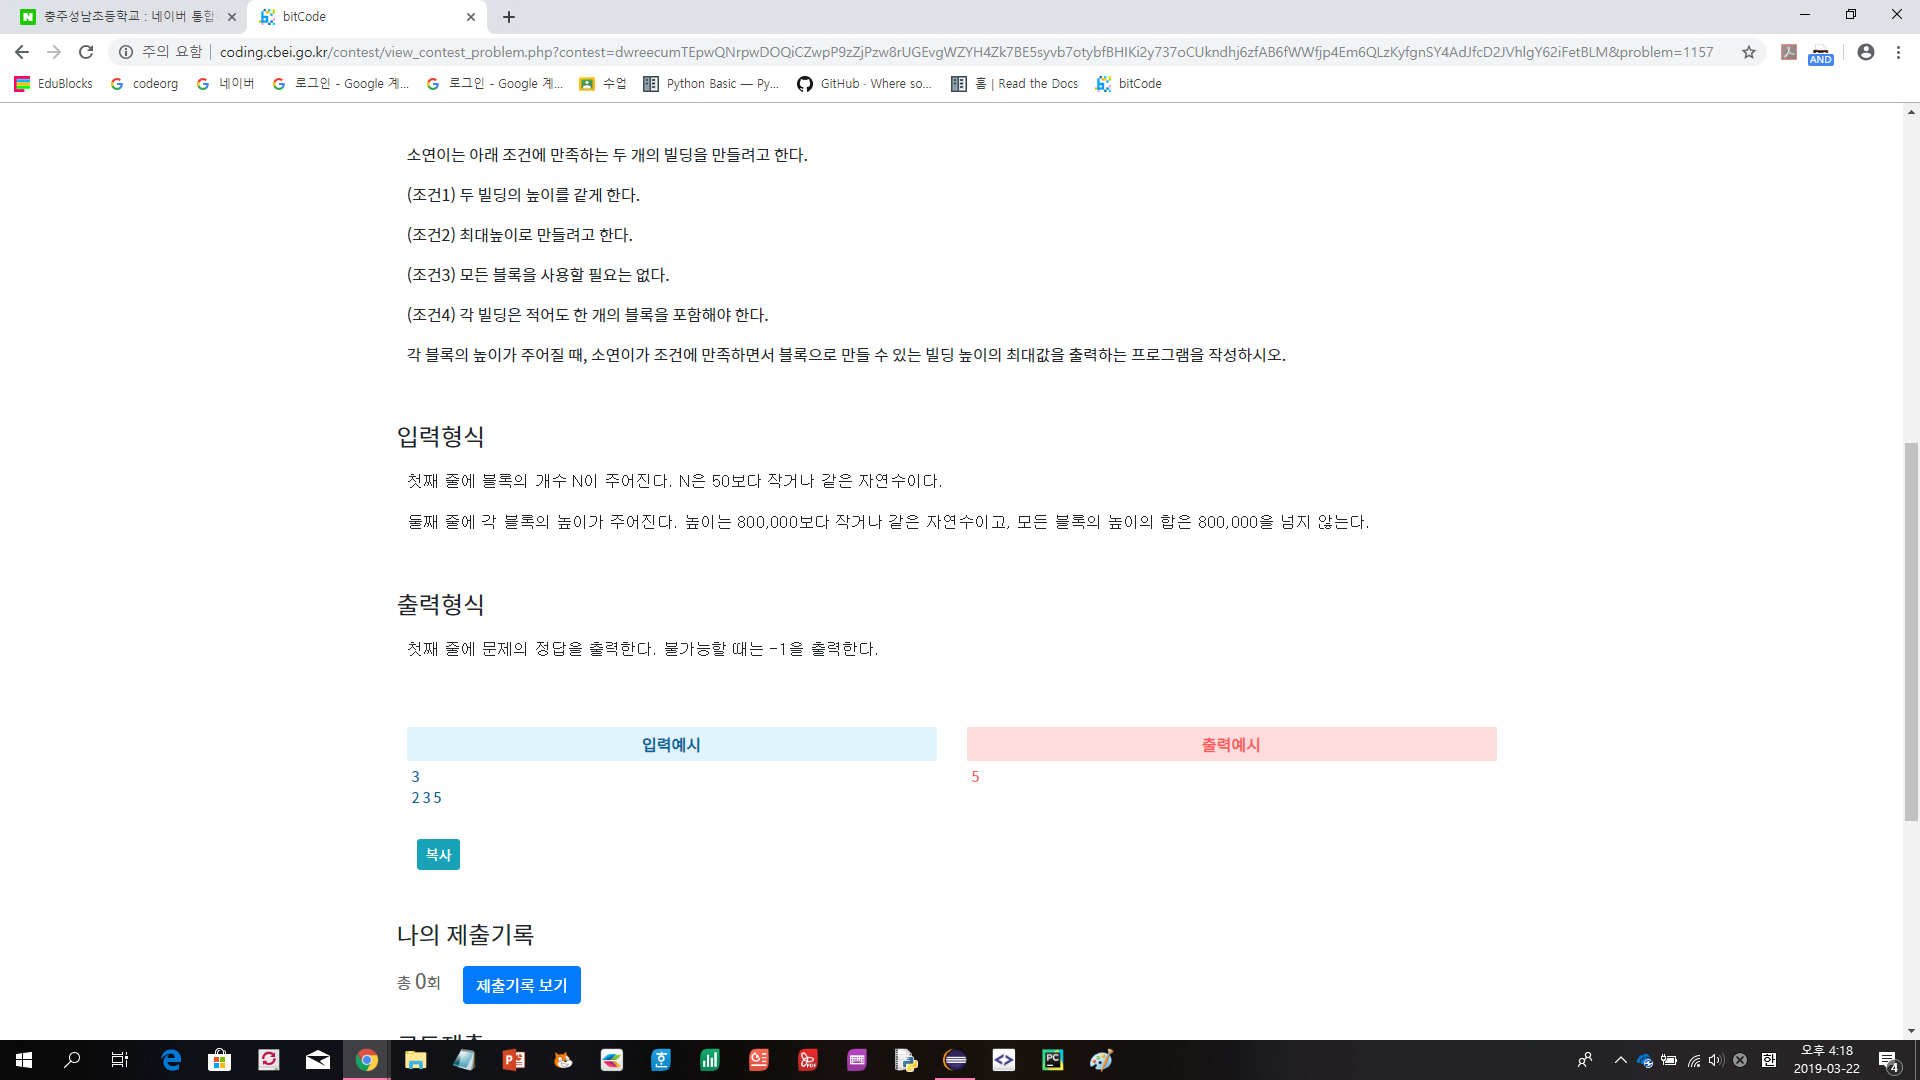 충주성남초등학교 : 네이버 통합
bitCode
주의 요함
coding.cbei.go.kr/contest/view_contest_problem.php?contest=dwreecumTEpwQNrpwDOQiCZwpP9zZjPzw8rUGEvgWZYH4Zk7BE5syvb7otybfBHIKi2y737oCUkndhj6zfAB6fWWfjp4Em6QLzKyfgnSY4AdJfcD2JVhlgY62iFetBLM&problem=1157
AND
EduBlocks codeorg 네이버 로그인 - Google 계... 로그인 - Google 계... 수업 Python Basic — Py... GitHub · Where so... 홈 | Read the Docs bitCode
소연이는 아래 조건에 만족하는 두 개의 빌딩을 만들려고 한다.
(조건1) 두 빌딩의 높이를 같게 한다.
(조건2) 최대높이로 만들려고 한다.
(조건3) 모든 블록을 사용할 필요는 없다.
(조건4) 각 빌딩은 적어도 한 개의 블록을 포함해야 한다.
각 블록의 높이가 주어질 때, 소연이가 조건에 만족하면서 블록으로 만들 수 있는 빌딩 높이의 최대값을 출력하는 프로그램을 작성하시오.
입력형식
첫째 줄에 블록의 개수 N이 주어진다. N은 50보다 작거나 같은 자연수이다.
둘째 줄에 각 블록의 높이가 주어진다. 높이는 800,000보다 작거나 같은 자연수이고, 모든 블록의 높이의 합은 800,000을 넘지 않는다.
출력형식
첫째 줄에 문제의 정답을 출력한다. 불가능할 때는 -1을 출력한다.
입력예시
3
2 3 5
출력예시
5
복사
나의 제출기록
총 0회
제출기록 보기
오후 4:18
2019-03-22
4